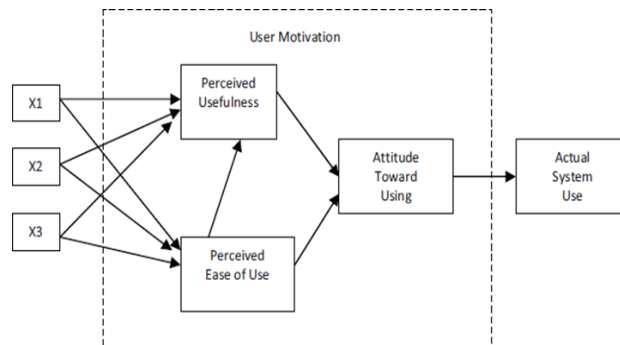 User Motivation
X1
X2
X3
Perceived
Usefulness
Perceived
Ease of Use
Attitude
Toward
Using
Actual
System
Use